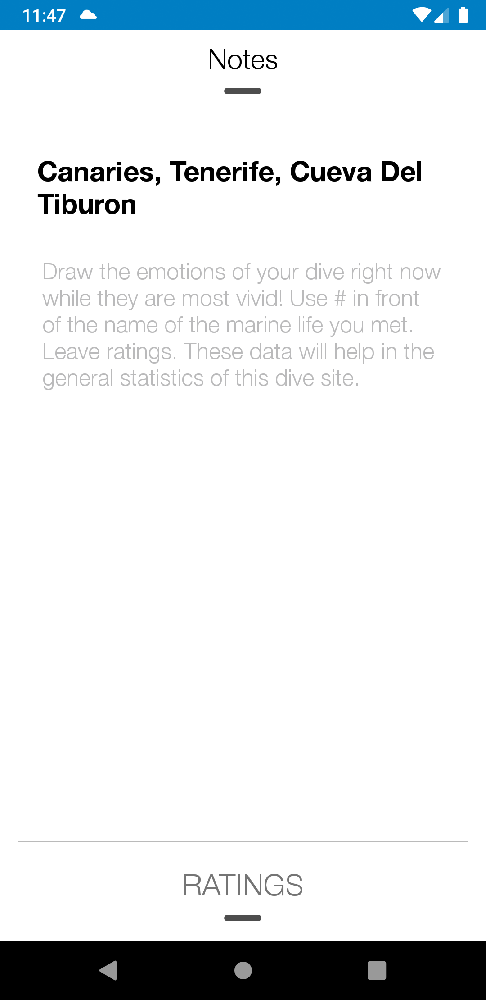 11:47
Notes
Canaries, Tenerife, Cueva Del
Tiburon
Draw the emotions of your dive right now
while they are most vivid! Use # in front
of the name of the marine life you met.
Leave ratings. These data will help in the
general statistics of this dive site.
RATINGS